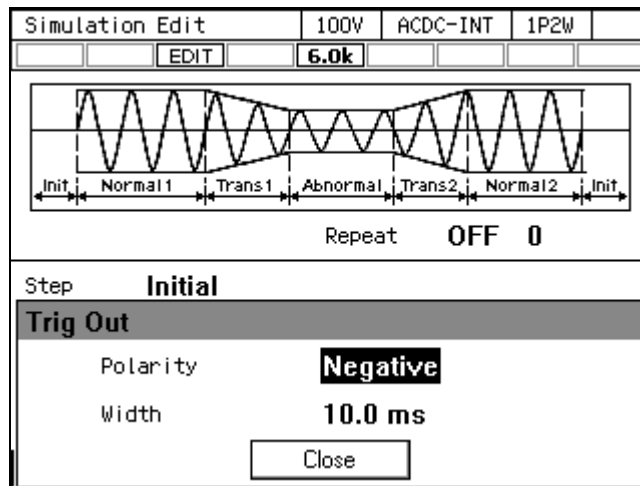 Simulation Edit 100V ACDC-INT 1P2W
EDIT 6.0k
Init Normal1 Trans1 Abnormal Trans2 Normal2 Init
Repeat OFF 0
Step Initial
Trig Out
Polarity Negative
Width 10.0 ms
Close